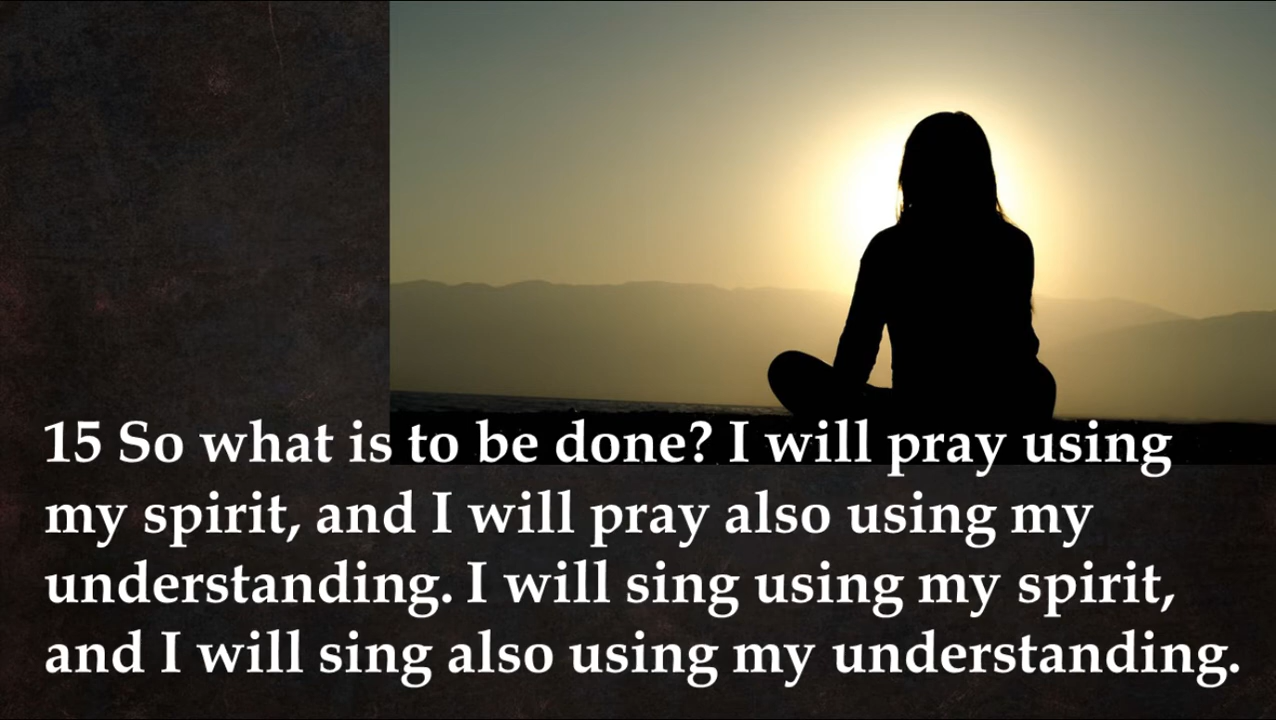 15 So what is to be done? I will pray using
my spirit, and I will pray also using my
understanding. I will sing using my spirit,
and I will sing also using my understanding.